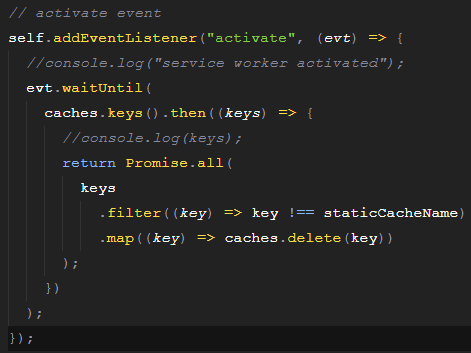 // activate event
self.addEventListener("activate", (evt) => {
  //console.log("service worker activated");
  evt.waitUntil(
    caches.keys().then((keys) => {
      //console.log(keys);
      return Promise.all(
        keys
          .filter((key) => key !== staticCacheName)
          .map((key) => caches.delete(key))
      );
    })
  );
});